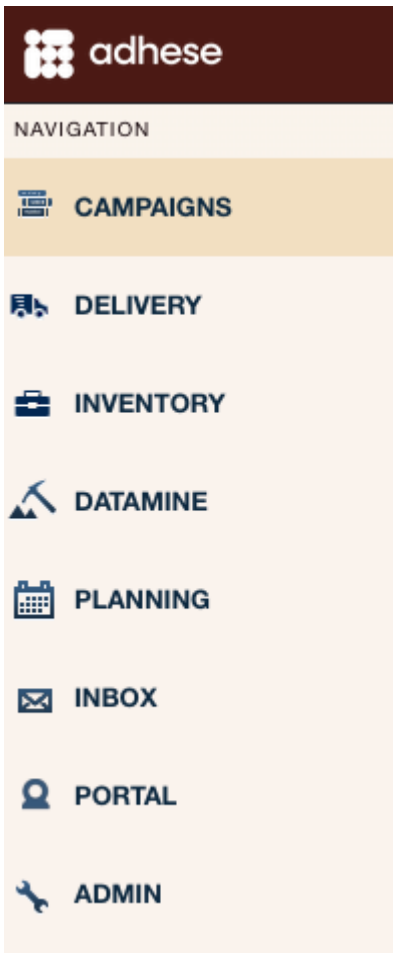 adhese
NAVIGATION
CAMPAIGNS
DELIVERY
INVENTORY
DATAMINE
PLANNING
INBOX
PORTAL
ADMIN